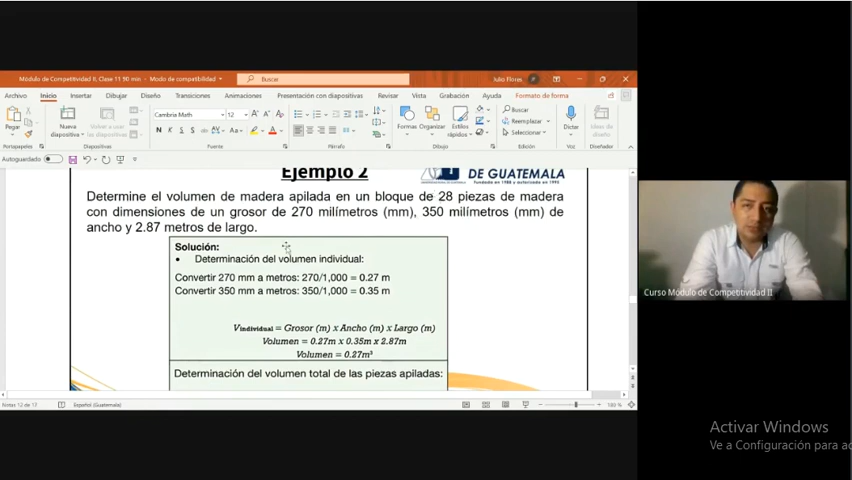 Módulo de Competitividad II, Clase 11 90 min - Modo de compatibilidad
Buscar
Julio Flores
Archivo Inicio Insertar Dibujar Diseño Transiciones Animaciones Presentación con diapositivas Grabar Revisar Vista Grabación Ayuda Formato de forma
Cambria Math 12
Pegar
Nueva diapositiva
Volver a usar diapositivas
N K S
Formas Organizar Estilos rápidos
Buscar
Reemplazar
Seleccionar
Dictar
Ideas de diseño
Portapapeles Diapositivas Fuente Párrafo Dibujo Edición Voz Diseñador
Autoguardado
Ejemplo 2
DE GUATEMALA
Determine el volumen de madera apilada en un bloque de 28 piezas de madera
con dimensiones de un grosor de 270 milímetros (mm), 350 milímetros (mm) de
ancho y 2.87 metros de largo.
Solución:
• Determinación del volumen individual:
Convertir 270 mm a metros: 270/1,000 = 0.27 m
Convertir 350 mm a metros: 350/1,000 = 0.35 m
Vindividual = Grosor (m) x Ancho (m) x Largo (m)
Volumen = 0.27m x 0.35m x 2.87m
Volumen = 0.27m³
Determinación del volumen total de las piezas apiladas:
Notas 12 de 17
Español (Guatemala)
Curso Módulo de Competitividad II
Activar Windows
Ve a Configuración para ac